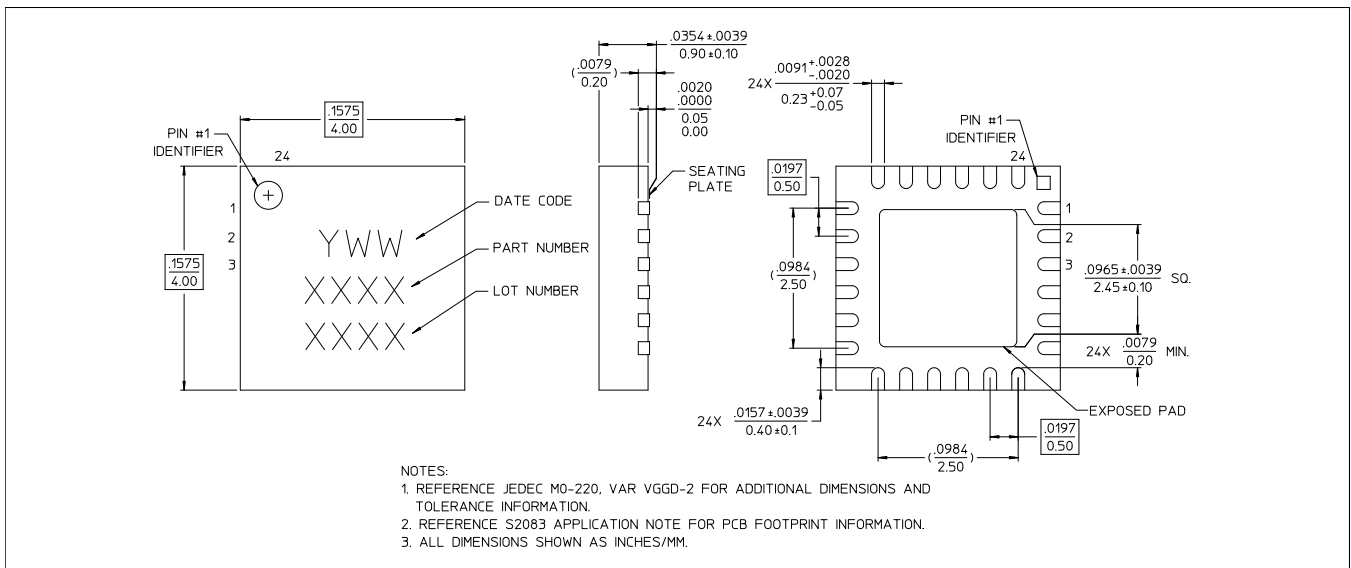 .1575
4.00
PIN #1
IDENTIFIER
24
1
2
3
.1575
4.00
YWW
XXXX
XXXX
DATE CODE
PART NUMBER
LOT NUMBER
.0354±.0039
0.90±0.10
(.0079
0.20)
.0020
.0000
0.05
0.00
SEATING
PLATE
24X .0091 +.0028
-.0020
0.23 +0.07
-0.05
PIN #1
IDENTIFIER
24
1
2
3
.0197
0.50
(.0984
2.50)
.0965±.0039
2.45±0.10 SQ.
24X .0079
0.20 MIN.
EXPOSED PAD
24X .0157±.0039
0.40±0.1
.0197
0.50
(.0984
2.50)
NOTES:
1. REFERENCE JEDEC MO-220, VAR VGGD-2 FOR ADDITIONAL DIMENSIONS AND
TOLERANCE INFORMATION.
2. REFERENCE S2083 APPLICATION NOTE FOR PCB FOOTPRINT INFORMATION.
3. ALL DIMENSIONS SHOWN AS INCHES/MM.